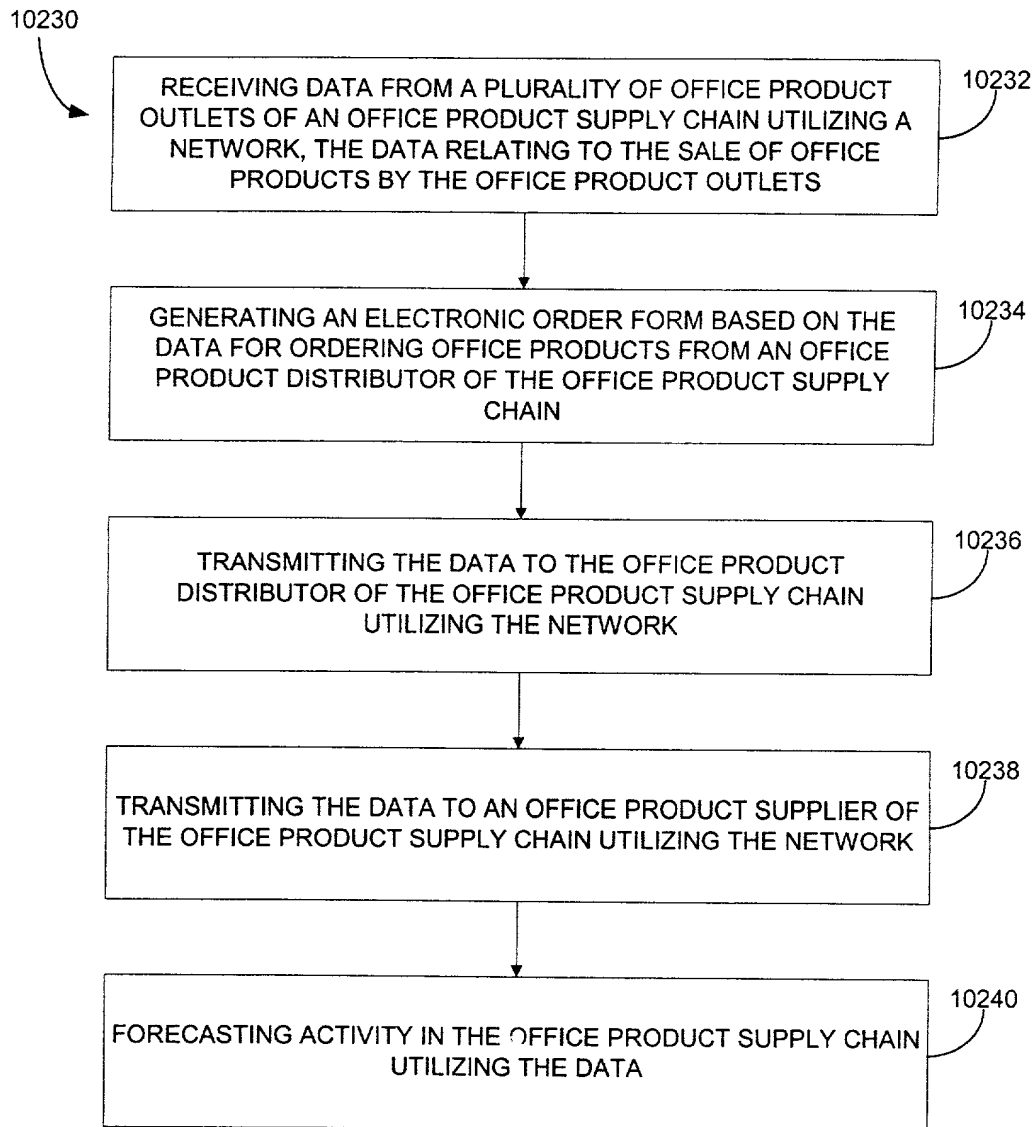 10230
RECEIVING DATA FROM A PLURALITY OF OFFICE PRODUCT
OUTLETS OF AN OFFICE PRODUCT SUPPLY CHAIN UTILIZING A
NETWORK, THE DATA RELATING TO THE SALE OF OFFICE
PRODUCTS BY THE OFFICE PRODUCT OUTLETS
10232
GENERATING AN ELECTRONIC ORDER FORM BASED ON THE
DATA FOR ORDERING OFFICE PRODUCTS FROM AN OFFICE
PRODUCT DISTRIBUTOR OF THE OFFICE PRODUCT SUPPLY
CHAIN
10234
TRANSMITTING THE DATA TO THE OFFICE PRODUCT
DISTRIBUTOR OF THE OFFICE PRODUCT SUPPLY CHAIN
UTILIZING THE NETWORK
10236
TRANSMITTING THE DATA TO AN OFFICE PRODUCT SUPPLIER OF
THE OFFICE PRODUCT SUPPLY CHAIN UTILIZING THE NETWORK
10238
FORECASTING ACTIVITY IN THE OFFICE PRODUCT SUPPLY CHAIN
UTILIZING THE DATA
10240